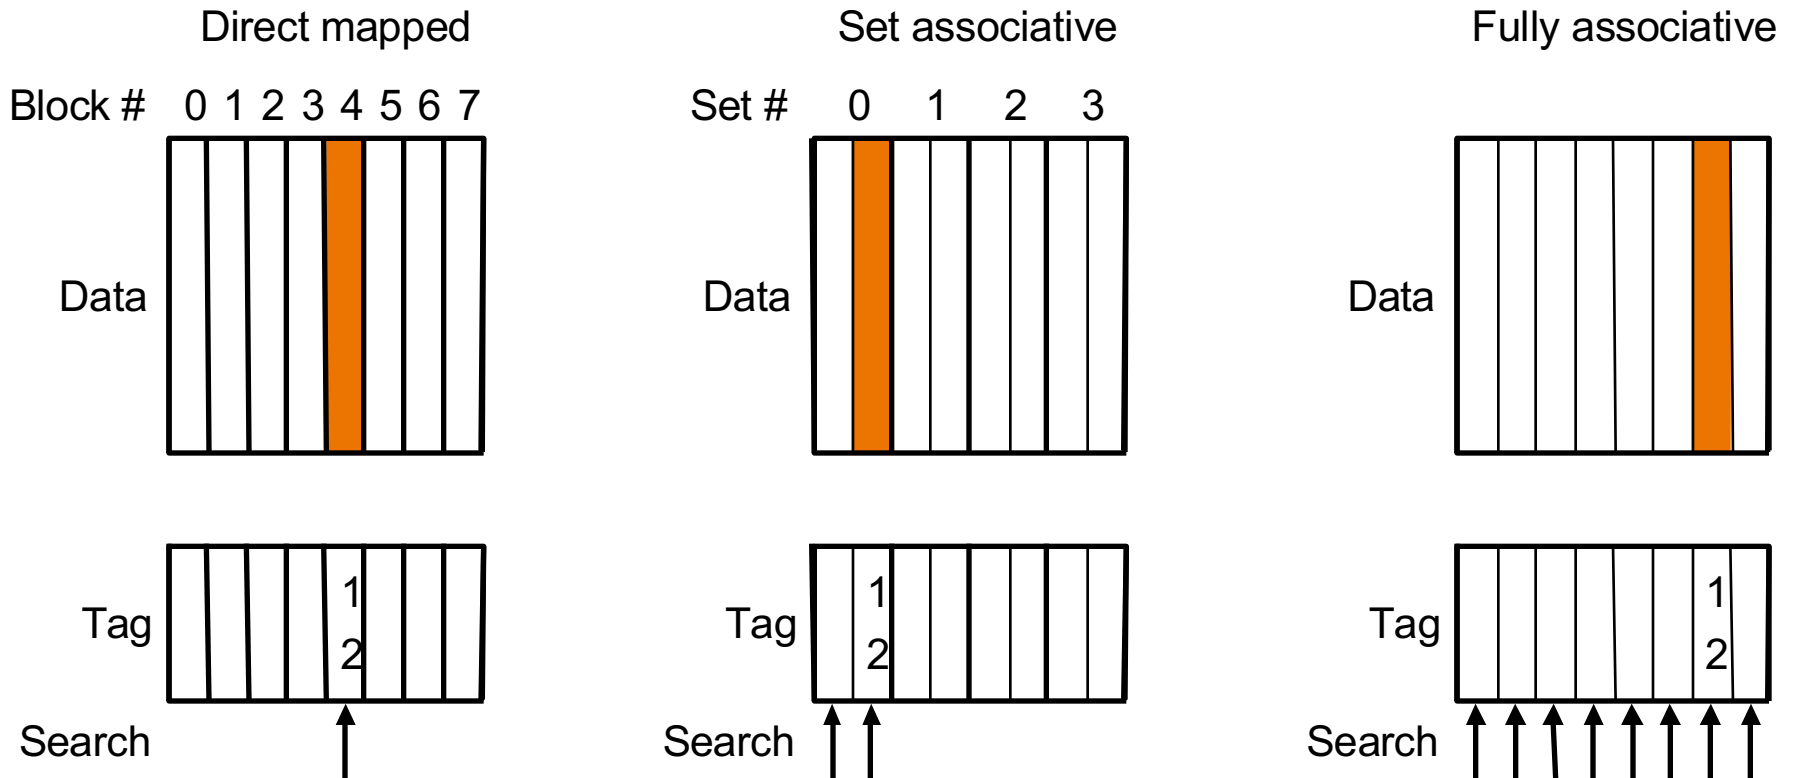 Direct mapped
Set associative
Fully associative
Block # 0 1 2 3 4 5 6 7
Set # 0 1 2 3
Data
Data
Data
Tag
1
2
Tag
1
2
Tag
1
2
Search
Search
Search